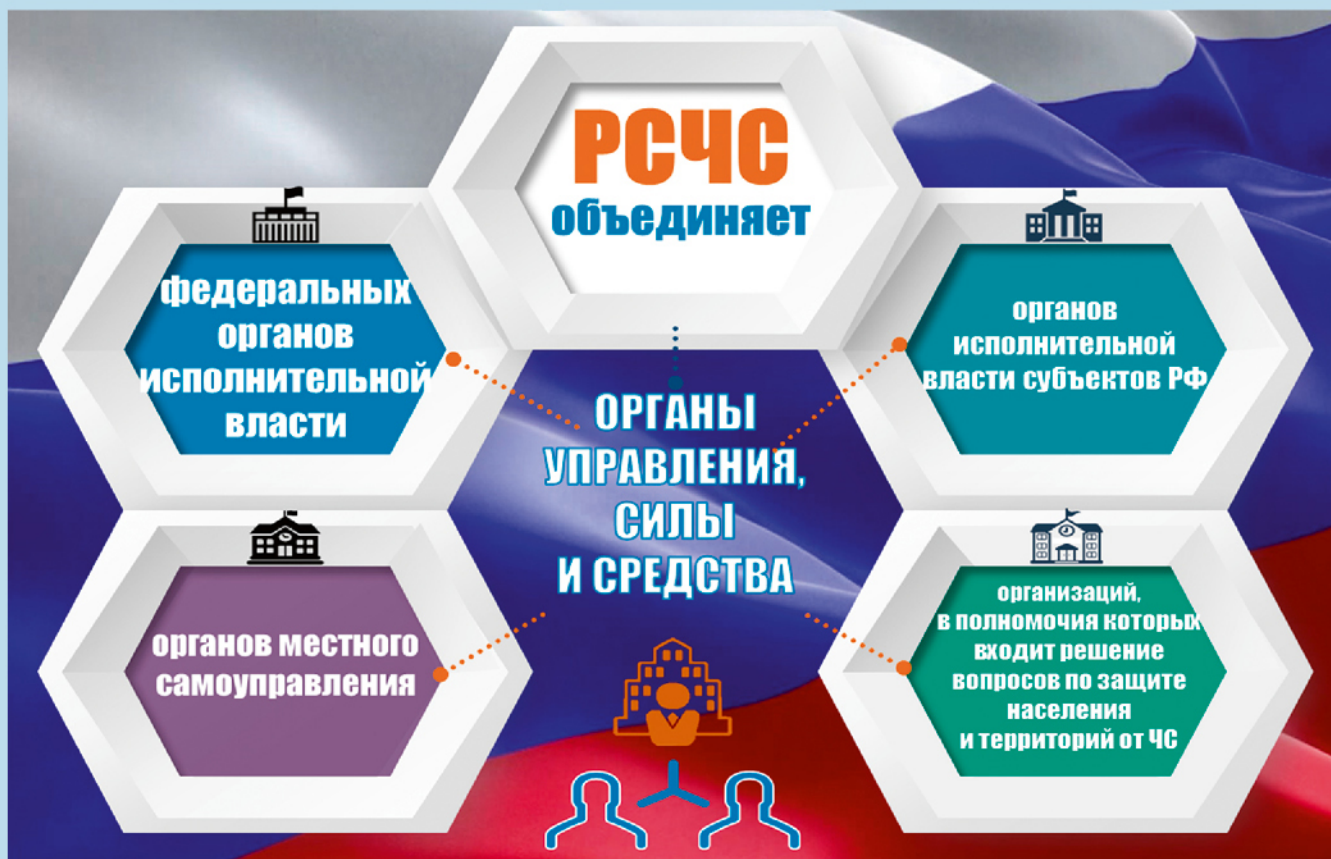 РСЧС
объединяет
федеральных
органов
исполнительной
власти
органов
исполнительной
власти субъектов РФ
ОРГАНЫ
УПРАВЛЕНИЯ,
СИЛЫ
И СРЕДСТВА
органов местного
самоуправления
организаций,
в полномочия которых
входит решение
вопросов по защите
населения
и территорий от ЧС